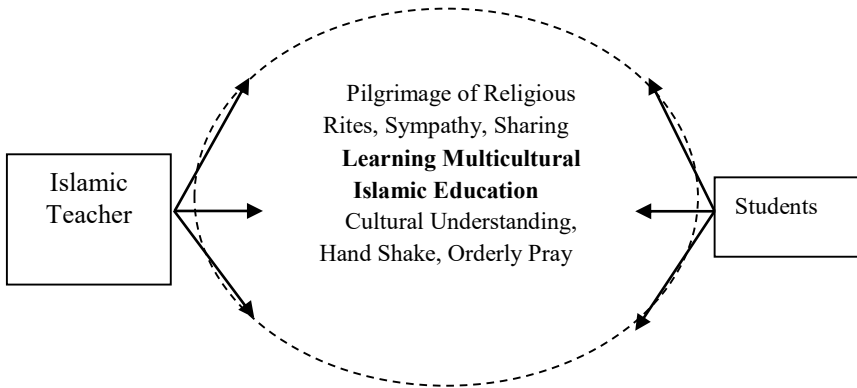 Pilgrimage of Religious
Rites, Sympathy, Sharing
Learning Multicultural
Islamic Education
Cultural Understanding,
Hand Shake, Orderly Pray
Islamic
Teacher
Students